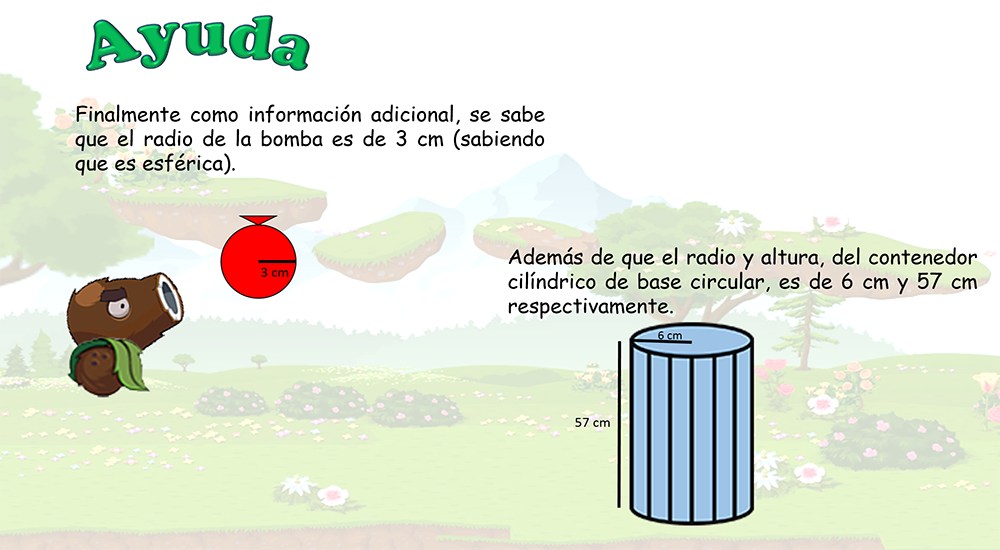 Ayuda
Finalmente como información adicional, se sabe
que el radio de la bomba es de 3 cm (sabiendo
que es esférica).
3 cm
Además de que el radio y altura, del contenedor
cilíndrico de base circular, es de 6 cm y 57 cm
respectivamente.
6 cm
57 cm